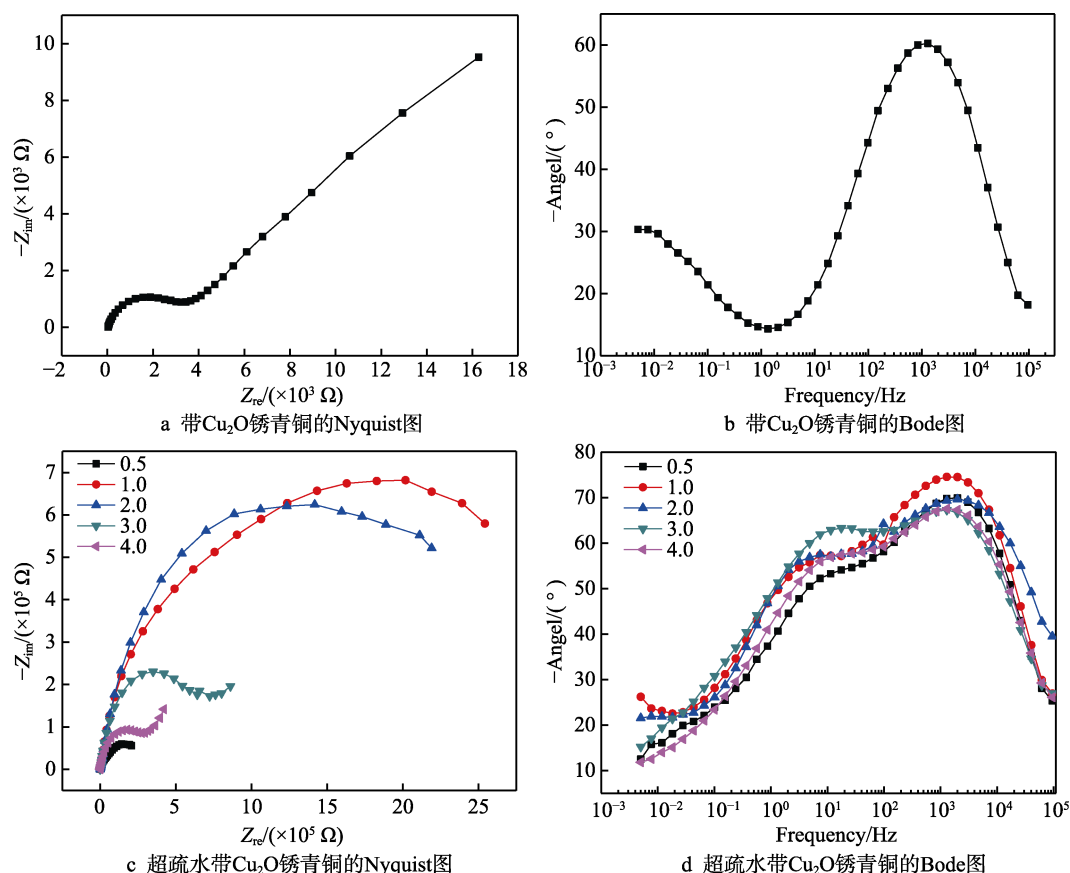 10
8
6
4
2
0
−Zim/(×10³ Ω)
−2 0 2 4 6 8 10 12 14 16 18
Zre/(×10³ Ω)
a 带Cu₂O锈青铜的Nyquist图
60
50
40
30
20
10
−Angel/(°)
10⁻³ 10⁻² 10⁻¹ 10⁰ 10¹ 10² 10³ 10⁴ 10⁵
Frequency/Hz
b 带Cu₂O锈青铜的Bode图
7
6
5
4
3
2
1
0
−Zim/(×10⁵ Ω)
0.5
1.0
2.0
3.0
4.0
0 5 10 15 20 25
Zre/(×10⁵ Ω)
c 超疏水带Cu₂O锈青铜的Nyquist图
80
70
60
50
40
30
20
10
−Angel/(°)
0.5
1.0
2.0
3.0
4.0
10⁻³ 10⁻² 10⁻¹ 10⁰ 10¹ 10² 10³ 10⁴ 10⁵
Frequency/Hz
d 超疏水带Cu₂O锈青铜的Bode图